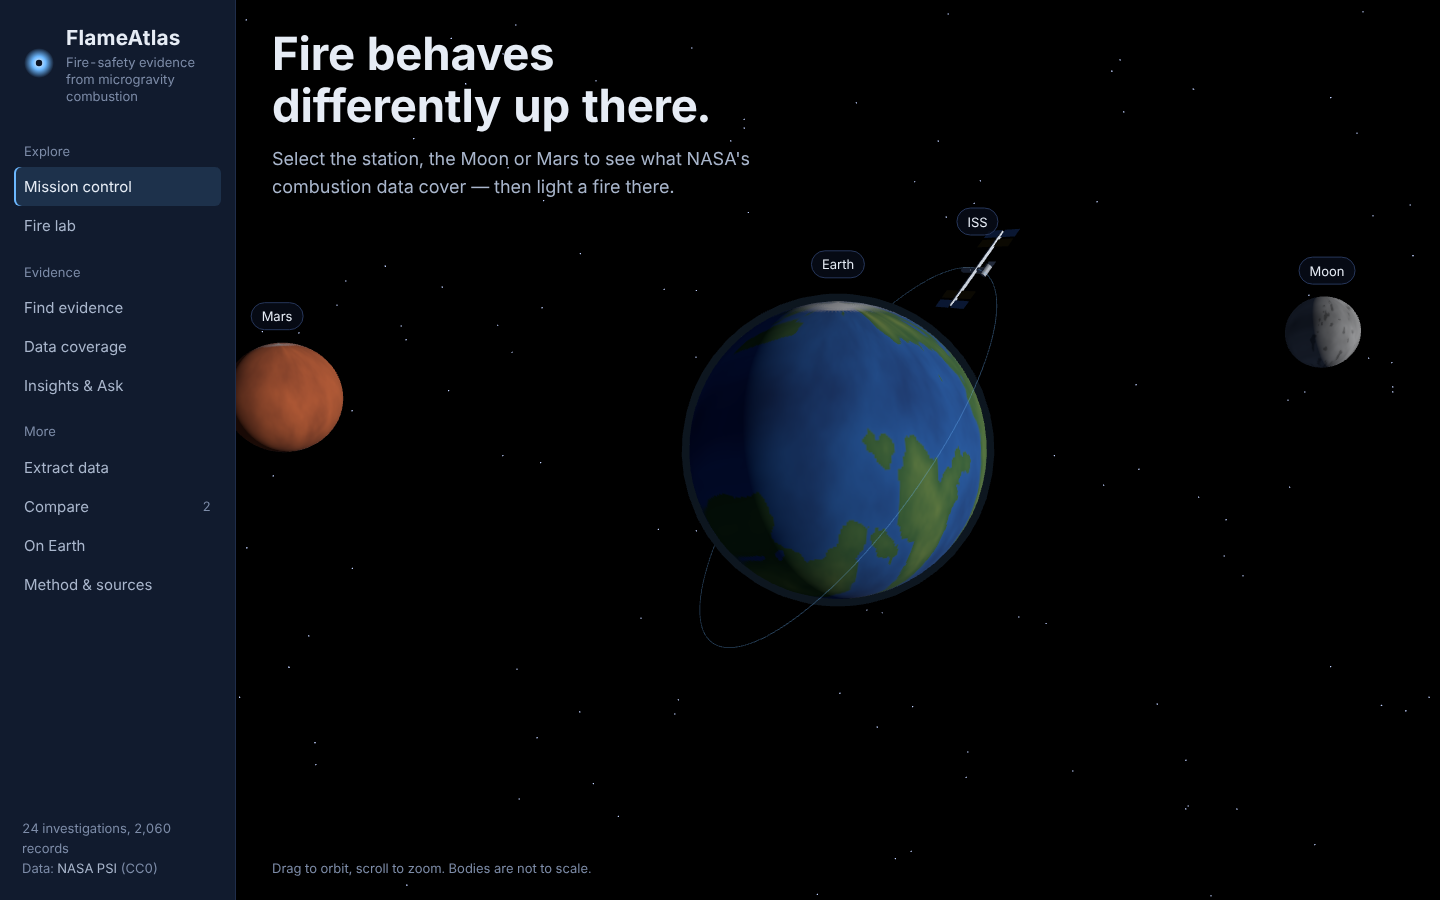 FlameAtlas
Fire-safety evidence
from microgravity
combustion
Explore
Mission control
Fire lab
Evidence
Find evidence
Data coverage
Insights & Ask
More
Extract data
Compare 2
On Earth
Method & sources
24 investigations, 2,060
records
Data: NASA PSI (CC0)
Fire behaves
differently up there.
Select the station, the Moon or Mars to see what NASA's
combustion data cover — then light a fire there.
ISS
Earth
Moon
Mars
Drag to orbit, scroll to zoom. Bodies are not to scale.